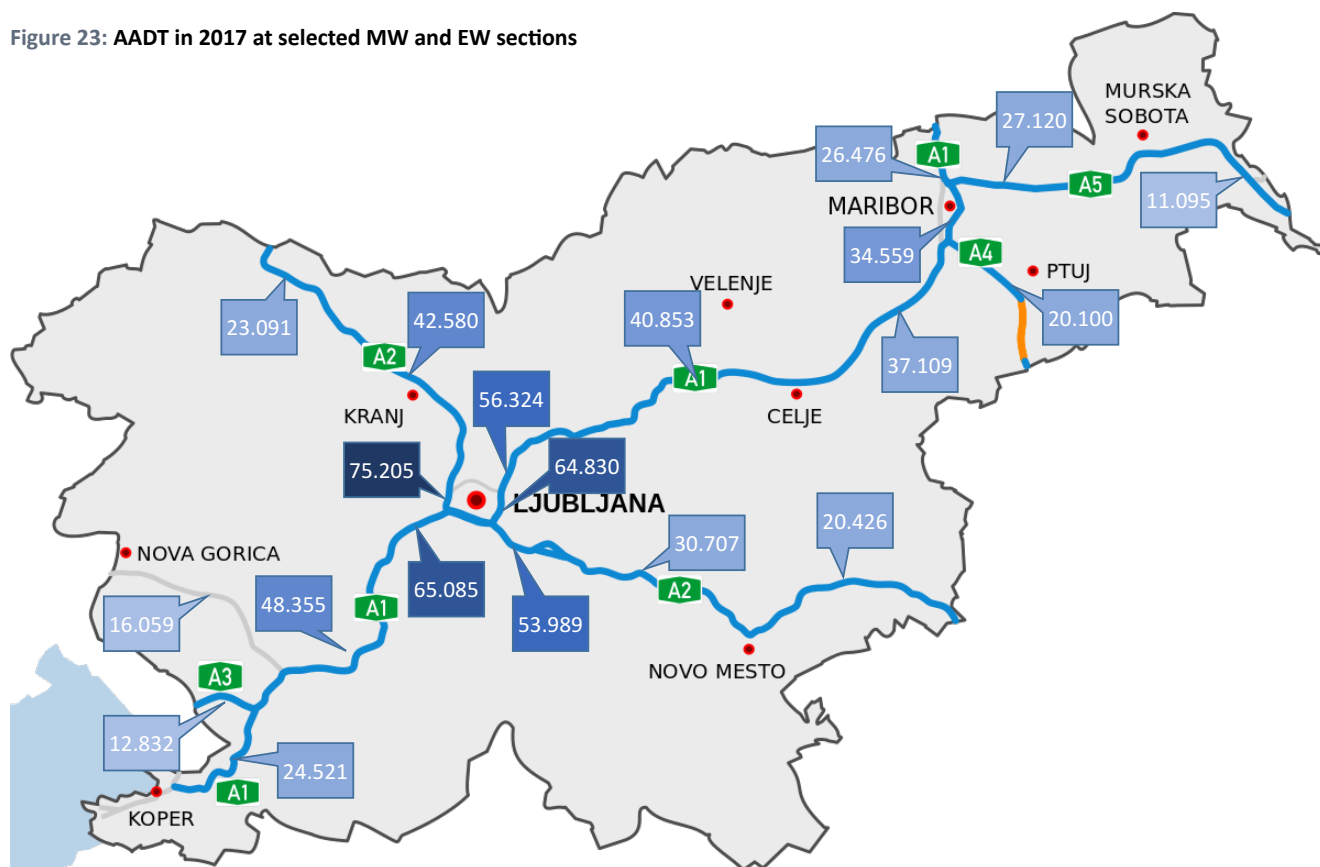 Figure 23: AADT in 2017 at selected MW and EW sections
MURSKA
SOBOTA
27.120
26.476
A1
A5
11.095
MARIBOR
34.559
A4
PTUJ
VELENJE
20.100
23.091
42.580
40.853
A2
37.109
A1
KRANJ
CELJE
56.324
75.205
64.830
LJUBLJANA
20.426
NOVA GORICA
30.707
A2
48.355
A1
65.085
53.989
16.059
NOVO MESTO
A3
12.832
24.521
A1
KOPER